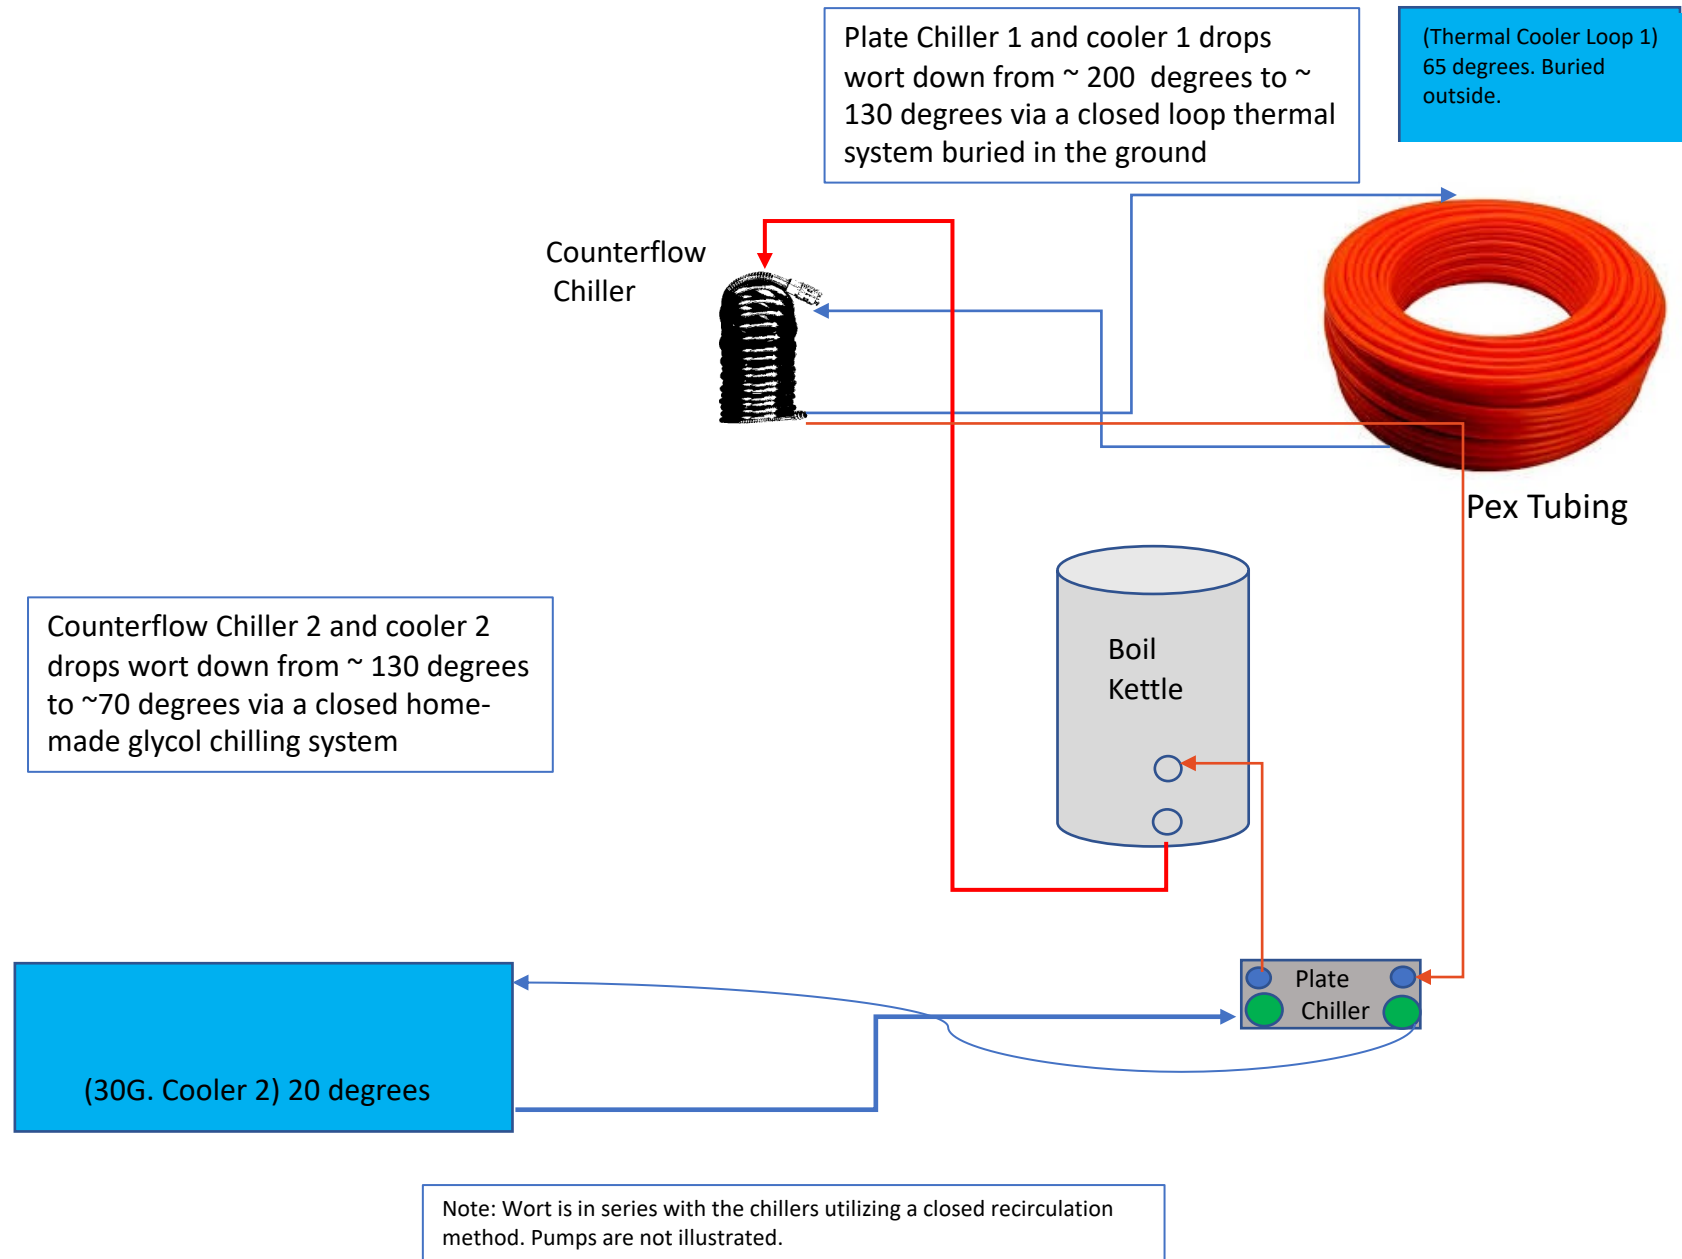 Plate Chiller 1 and cooler 1 drops
wort down from ~ 200 degrees to ~
130 degrees via a closed loop thermal
system buried in the ground
(Thermal Cooler Loop 1)
65 degrees. Buried
outside.
Counterflow
Chiller
Pex Tubing
Boil
Kettle
Counterflow Chiller 2 and cooler 2
drops wort down from ~ 130 degrees
to ~70 degrees via a closed home-
made glycol chilling system
Plate
Chiller
(30G. Cooler 2) 20 degrees
Note: Wort is in series with the chillers utilizing a closed recirculation
method. Pumps are not illustrated.